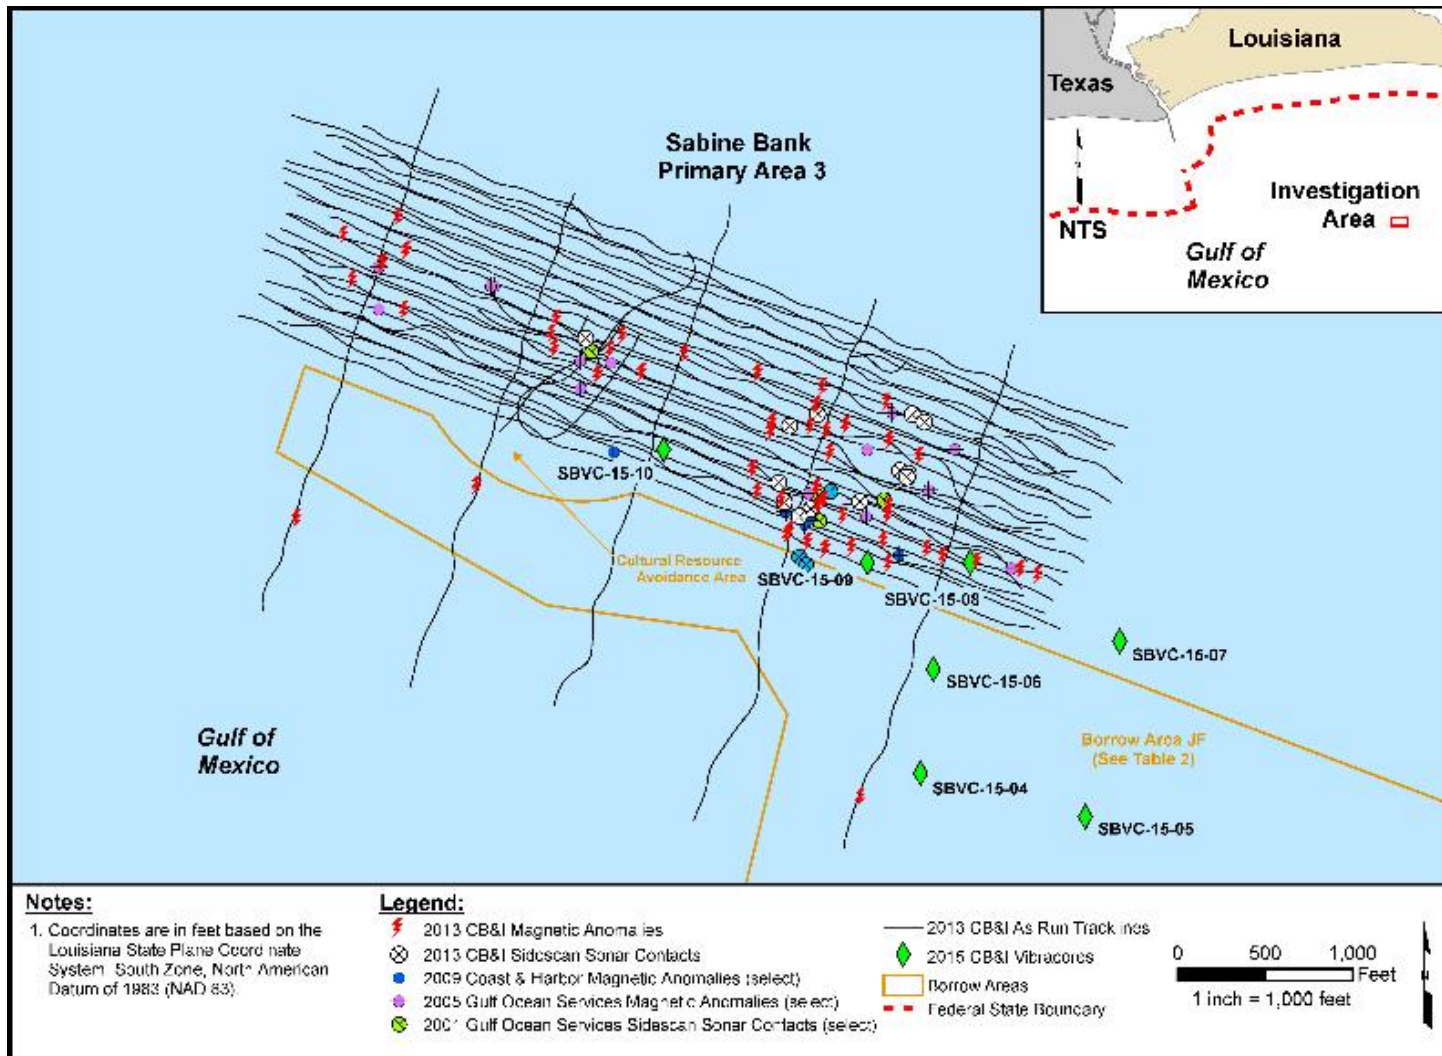 Louisiana
Texas
Investigation
Area
NTS
Gulf of
Mexico
Sabine Bank
Primary Area 3
SBVC-15-10
Cultural Resource
Avoidance Area
SBVC-15-09
SBVC-15-08
SBVC-15-07
SBVC-15-06
Borrow Area JF
(See Table 2)
SBVC-15-04
SBVC-15-05
Gulf of
Mexico
Notes:
1. Coordinates are in feet based on the
Louisiana State Plane Coordinate
System, South Zone, North American
Datum of 1983 (NAD 83).
Legend:
2013 CB&I Magnetic Anomalies
2013 CB&I Sidescan Sonar Contacts
2009 Coast & Harbor Magnetic Anomalies (select)
2005 Gulf Ocean Services Magnetic Anomalies (select)
2001 Gulf Ocean Services Sidescan Sonar Contacts (select)
2013 CB&I As Run Tracklines
2015 CB&I Vibracores
Borrow Areas
Federal State Boundary
0 500 1,000
Feet
1 inch = 1,000 feet